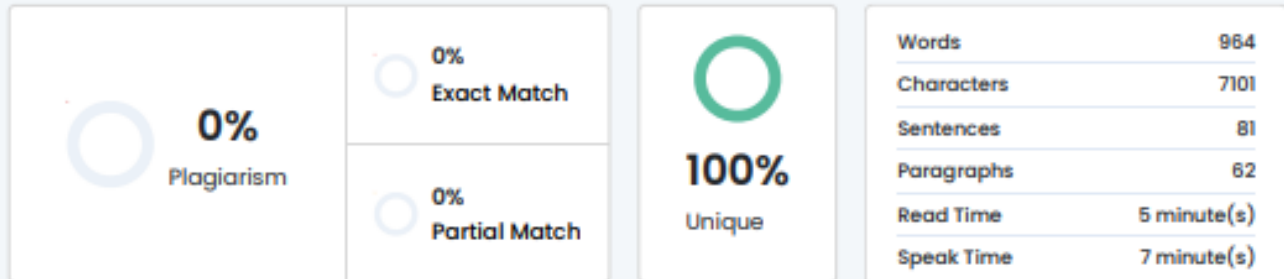 0%
Plagiarism
0%
Exact Match
0%
Partial Match
100%
Unique
Words 964
Characters 7101
Sentences 81
Paragraphs 62
Read Time 5 minute(s)
Speak Time 7 minute(s)